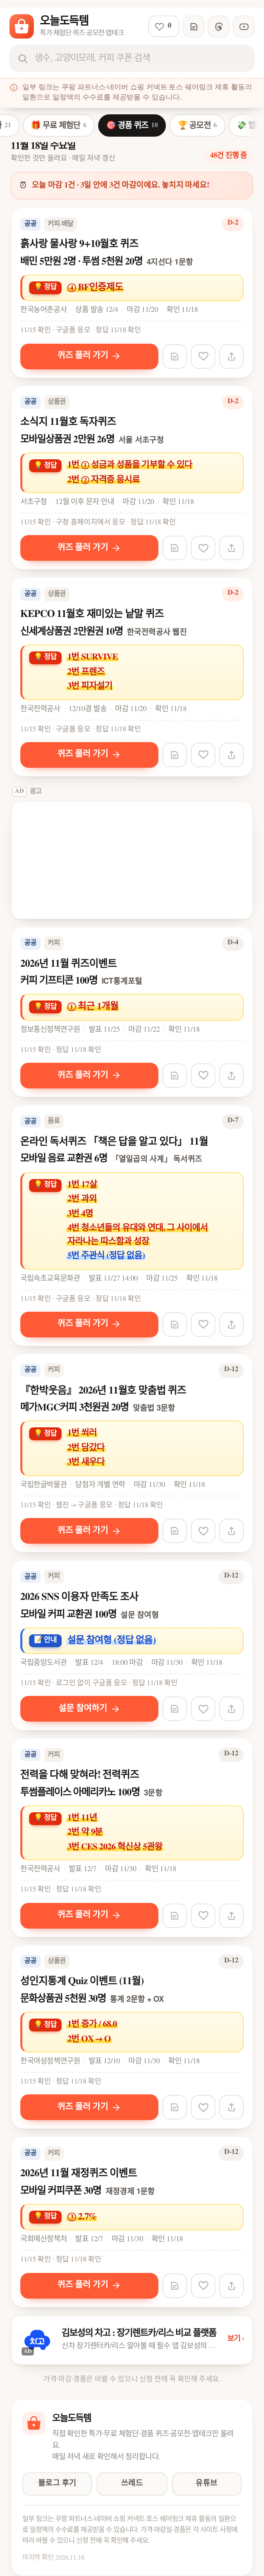 오늘도득템
특가·체험단·퀴즈·공모전·앱테크
0
생수, 고양이모래, 커피 쿠폰 검색
일부 링크는 쿠팡 파트너스·네이버 쇼핑 커넥트·토스 쉐어링크 제휴 활동의
일환으로 일정액의 수수료를 제공받을 수 있습니다.
21
🎁 무료 체험단 6
🎯 경품 퀴즈 10
🏆 공모전 6
11월 18일 수요일
확인한 것만 올려요 · 매일 저녁 갱신
48건 진행 중
⏰ 오늘 마감 1건 · 3일 안에 3건 마감이에요. 놓치지 마세요!
공공 커피·배달
D-2
흙사랑 물사랑 9+10월호 퀴즈
배민 5만원 2명 · 투썸 5천원 20명 4지선다 1문항
💡 정답 ④ BF인증제도
한국농어촌공사 · 상품 발송 12/4 · 마감 11/20 · 확인 11/18
11/15 확인 · 구글폼 응모 · 정답 11/18 확인
퀴즈 풀러 가기 →
공공 상품권
D-2
소식지 11월호 독자퀴즈
모바일상품권 2만원 26명 서울 서초구청
💡 정답 1번 ① 성금과 성품을 기부할 수 있다
2번 ② 자격증 응시료
서초구청 · 12월 이후 문자 안내 · 마감 11/20 · 확인 11/18
11/15 확인 · 구청 홈페이지에서 응모 · 정답 11/18 확인
퀴즈 풀러 가기 →
공공 상품권
D-2
KEPCO 11월호 재미있는 낱말 퀴즈
신세계상품권 2만원권 10명 한국전력공사 웹진
💡 정답 1번 SURVIVE
2번 프렌즈
3번 피자설기
한국전력공사 · 12/10경 발송 · 마감 11/20 · 확인 11/18
11/15 확인 · 구글폼 응모 · 정답 11/18 확인
퀴즈 풀러 가기 →
AD 광고
공공 커피
D-4
2026년 11월 퀴즈이벤트
커피 기프티콘 100명 ICT통계포털
💡 정답 ① 최근 1개월
정보통신정책연구원 · 발표 11/25 · 마감 11/22 · 확인 11/18
11/15 확인 · 정답 11/18 확인
퀴즈 풀러 가기 →
공공 음료
D-7
온라인 독서퀴즈 「책은 답을 알고 있다」 11월
모바일 음료 교환권 6명 「열일곱의 사계」 독서퀴즈
💡 정답 1번 17살
2번 과외
3번 4명
4번 청소년들의 유대와 연대, 그 사이에서
자라나는 따스함과 성장
5번 주관식 (정답 없음)
국립속초교육문화관 · 발표 11/27 14:00 · 마감 11/25 · 확인 11/18
11/15 확인 · 구글폼 응모 · 정답 11/18 확인
퀴즈 풀러 가기 →
공공 커피
D-12
『한박웃음』 2026년 11월호 맞춤법 퀴즈
메가MGC커피 3천원권 20명 맞춤법 3문항
💡 정답 1번 쐬러
2번 담갔다
3번 새우다
국립한글박물관 · 당첨자 개별 연락 · 마감 11/30 · 확인 11/18
11/15 확인 · 웹진 → 구글폼 응모 · 정답 11/18 확인
퀴즈 풀러 가기 →
공공 커피
D-12
2026 SNS 이용자 만족도 조사
모바일 커피 교환권 100명 설문 참여형
📝 안내 설문 참여형 (정답 없음)
국립중앙도서관 · 발표 12/4 · 18:00 마감 · 마감 11/30 · 확인 11/18
11/15 확인 · 로그인 없이 구글폼 응모 · 정답 11/18 확인
설문 참여하기 →
공공 커피
D-12
전력을 다해 맞혀라! 전력퀴즈
투썸플레이스 아메리카노 100명 3문항
💡 정답 1번 11년
2번 약 9분
3번 CES 2026 혁신상 5관왕
한국전력공사 · 발표 12/7 · 마감 11/30 · 확인 11/18
11/15 확인 · 정답 11/18 확인
퀴즈 풀러 가기 →
공공 상품권
D-12
성인지통계 Quiz 이벤트 (11월)
문화상품권 5천원 30명 통계 2문항 + OX
💡 정답 1번 증가 / 68.0
2번 OX → O
한국여성정책연구원 · 발표 12/10 · 마감 11/30 · 확인 11/18
11/15 확인 · 정답 11/18 확인
퀴즈 풀러 가기 →
공공 커피
D-12
2026년 11월 재정퀴즈 이벤트
모바일 커피쿠폰 30명 재정경제 1문항
💡 정답 ③ 2.7%
국회예산정책처 · 발표 12/7 · 마감 11/30 · 확인 11/18
11/15 확인 · 정답 11/18 확인
퀴즈 풀러 가기 →
차고
AD
김보성의 차고 : 장기렌트카/리스 비교 플랫폼
신차 장기렌터카/리스 알아볼 때 필수 앱 김보성의 ...
보기 ›
가격·마감·경품은 바뀔 수 있으니 신청 전에 꼭 확인해 주세요.
오늘도득템
직접 확인한 특가·무료 체험단·경품 퀴즈·공모전·앱테크만 올려
요.
매일 저녁 새로 확인해서 정리합니다.
블로그 후기
쓰레드
유튜브
일부 링크는 쿠팡 파트너스·네이버 쇼핑 커넥트·토스 쉐어링크 제휴 활동의 일환으
로 일정액의 수수료를 제공받을 수 있습니다. 가격·마감일·경품은 각 사이트 사정에
따라 바뀔 수 있으니 신청 전에 꼭 확인해 주세요.
마지막 확인 2026.11.18